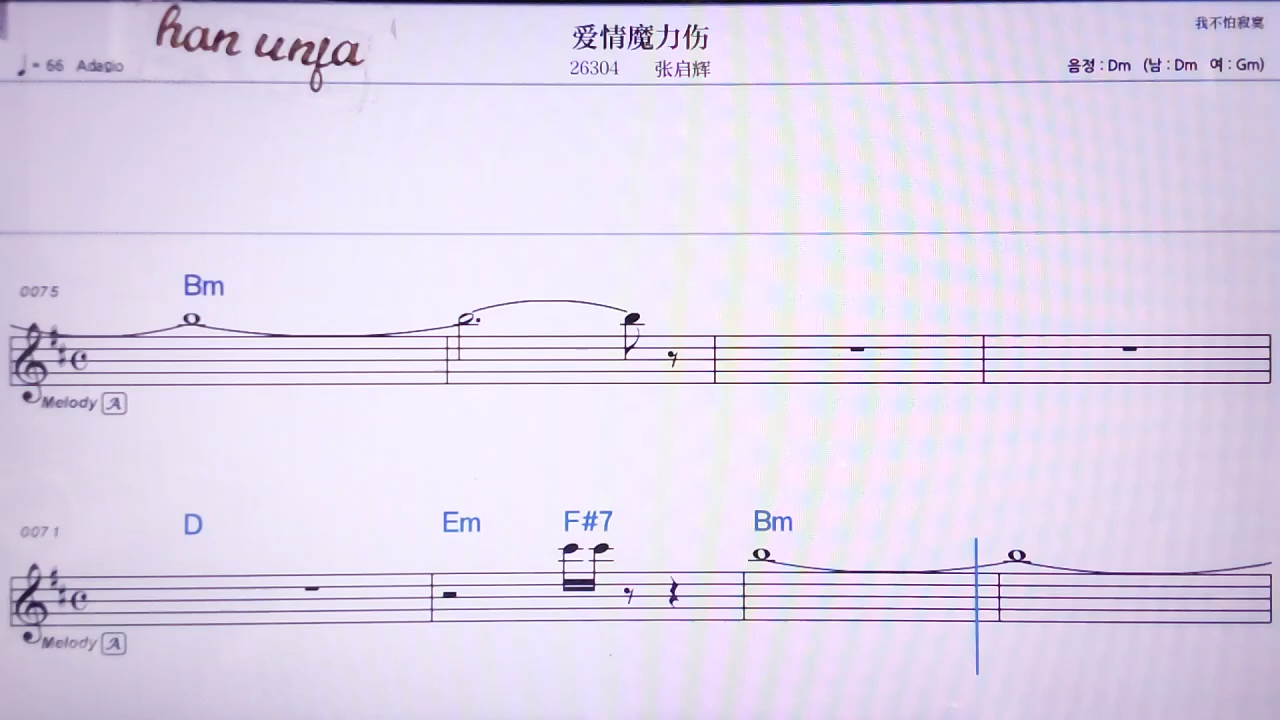 han unfa
爱情魔力伤
我不怕寂寞
♩= 66 Adagio
26304 张启辉
음정 : Dm (남 : Dm 여 : Gm)
0075 Bm
Melody A
0071 D Em F#7 Bm
Melody A